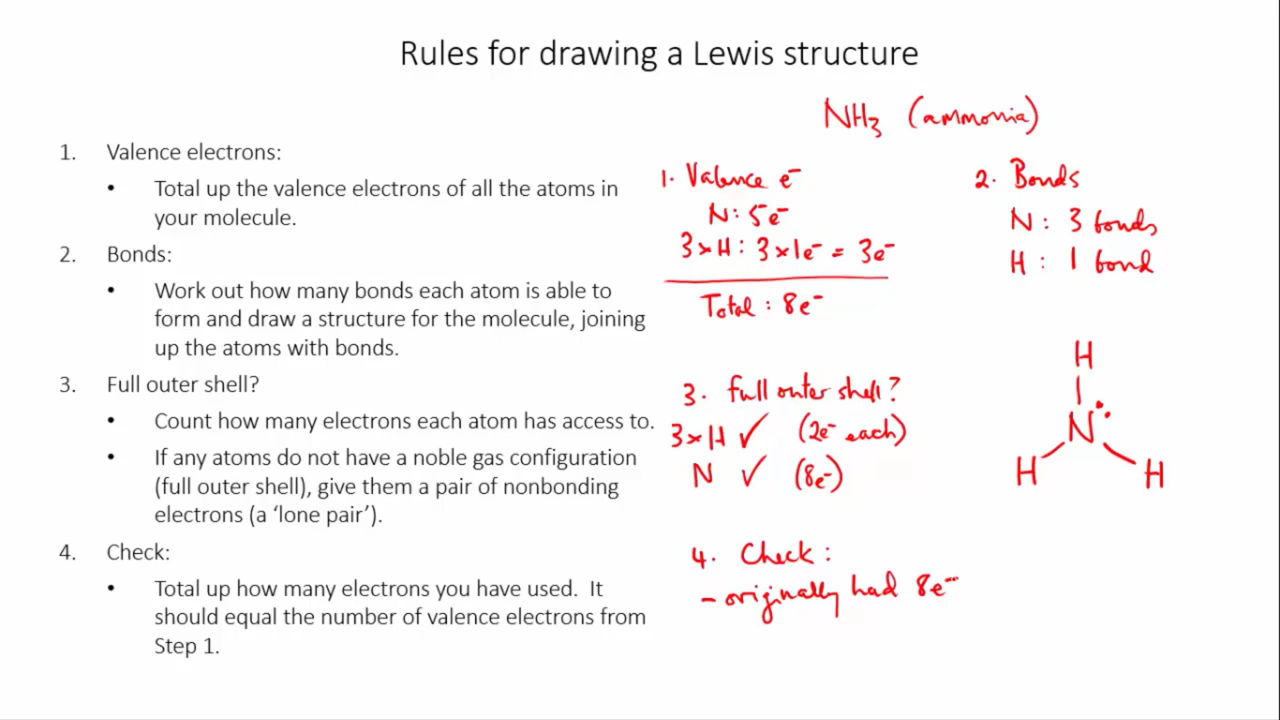 Rules for drawing a Lewis structure
1. Valence electrons:
• Total up the valence electrons of all the atoms in
your molecule.
2. Bonds:
• Work out how many bonds each atom is able to
form and draw a structure for the molecule, joining
up the atoms with bonds.
3. Full outer shell?
• Count how many electrons each atom has access to.
• If any atoms do not have a noble gas configuration
(full outer shell), give them a pair of nonbonding
electrons (a ‘lone pair’).
4. Check:
• Total up how many electrons you have used. It
should equal the number of valence electrons from
Step 1.
NH₃ (ammonia)
1. Valence e⁻
N: 5e⁻
3×H: 3×1e⁻ = 3e⁻
Total: 8e⁻
2. Bonds
N: 3 bonds
H: 1 bond
H
N
H H
3. Full outer shell?
3×H ✓ (2e⁻ each)
N ✓ (8e⁻)
4. Check:
- originally had 8e⁻